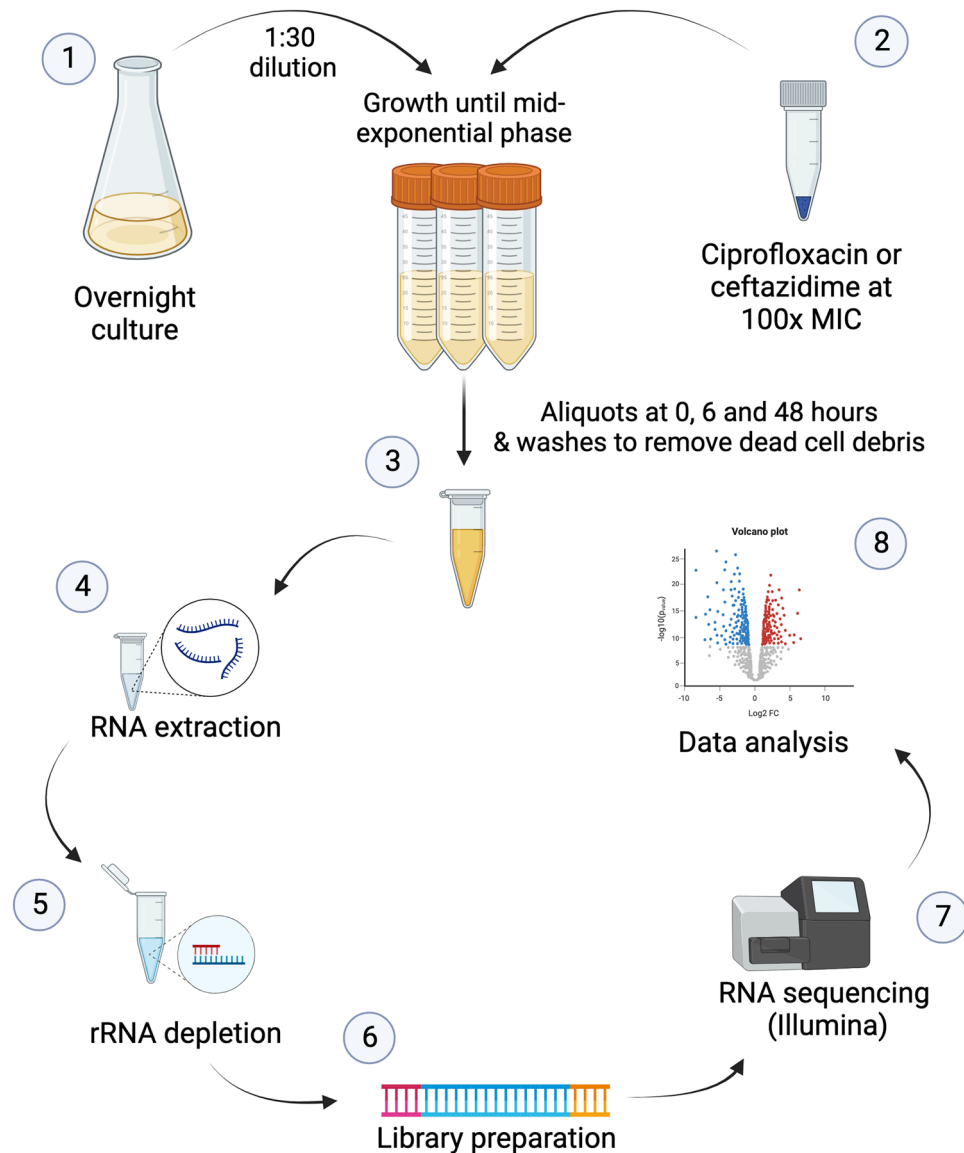 1
1:30
dilution
2
Growth until mid-
exponential phase
Overnight
culture
Ciprofloxacin or
ceftazidime at
100x MIC
Aliquots at 0, 6 and 48 hours
& washes to remove dead cell debris
3
4
RNA extraction
5
rRNA depletion
6
Library preparation
7
RNA sequencing
(Illumina)
8
Volcano plot
-log10(pvalue)
25
20
15
10
5
0
-10
-5
0
5
10
Log2 FC
Data analysis